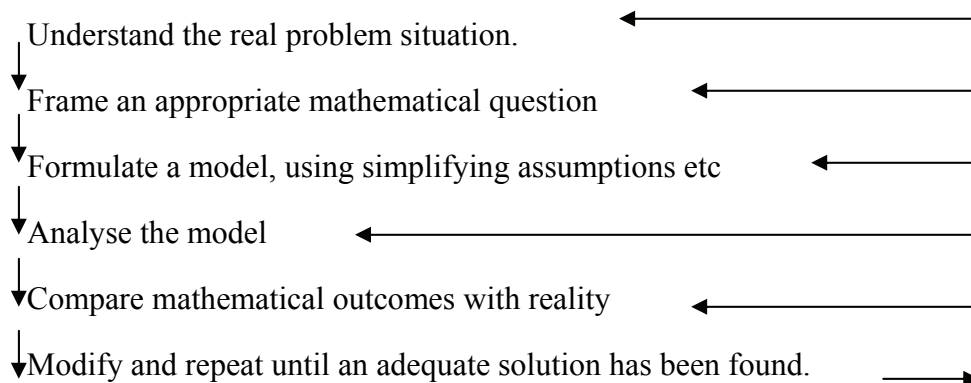 Understand the real problem situation.
Frame an appropriate mathematical question
Formulate a model, using simplifying assumptions etc
Analyse the model
Compare mathematical outcomes with reality
Modify and repeat until an adequate solution has been found.